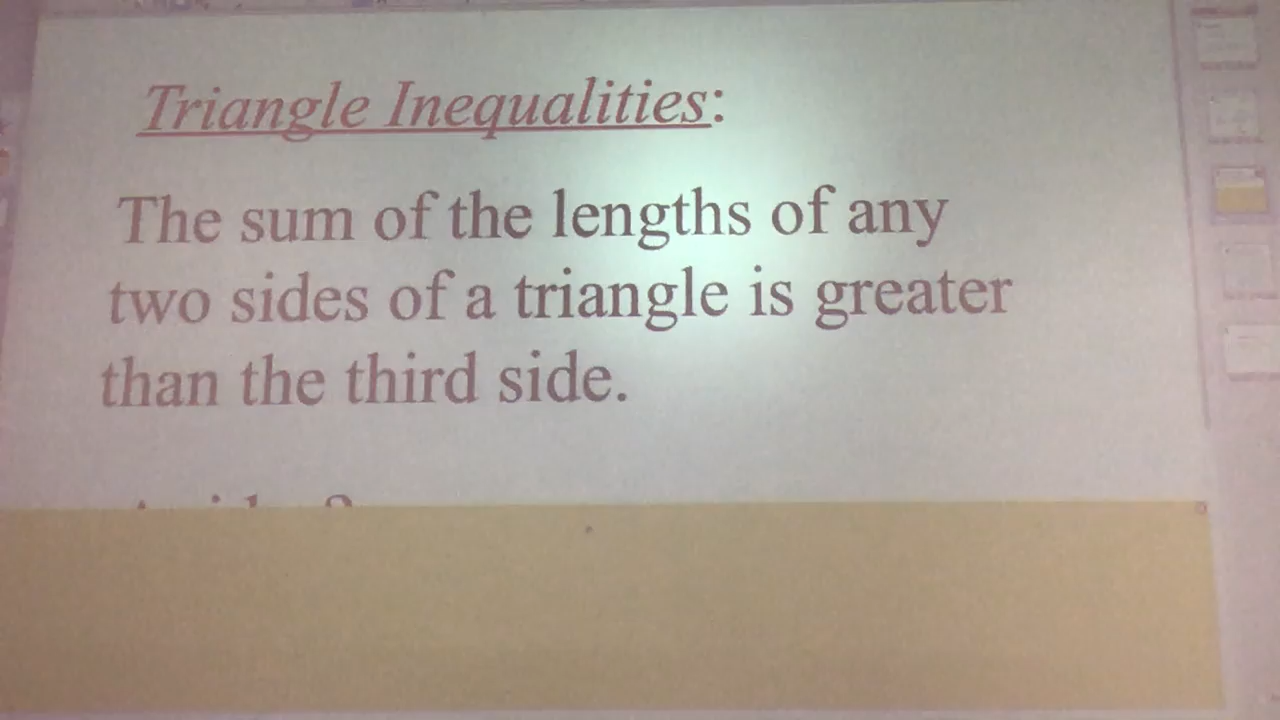 Triangle Inequalities:
The sum of the lengths of any
two sides of a triangle is greater
than the third side.